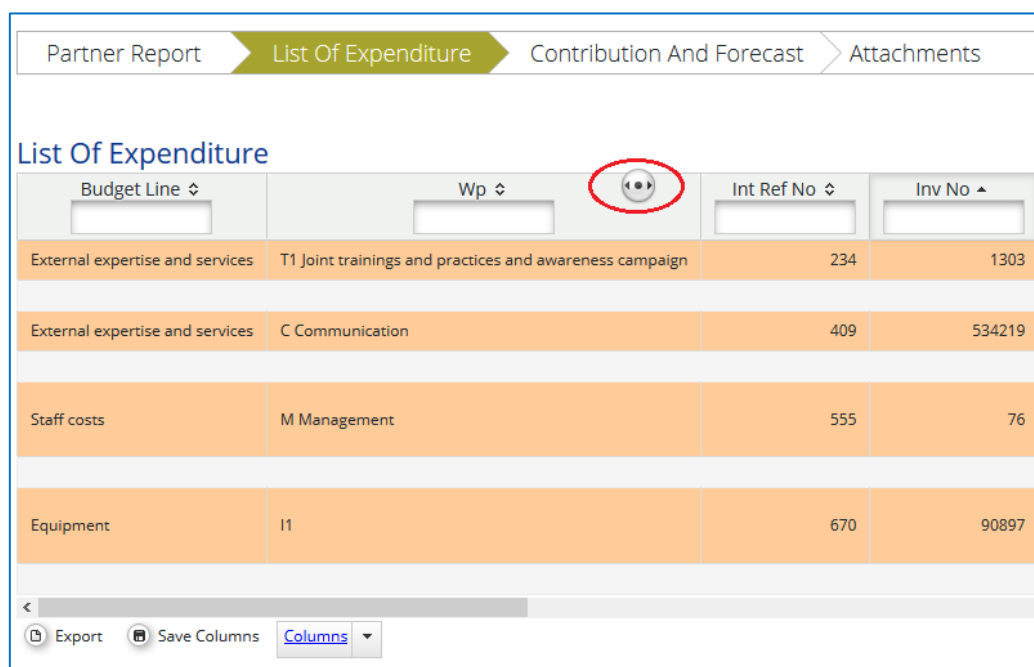 Partner Report List Of Expenditure Contribution And Forecast Attachments
List Of Expenditure
Budget Line Wp Int Ref No Inv No
External expertise and services T1 Joint trainings and practices and awareness campaign 234 1303
External expertise and services C Communication 409 534219
Staff costs M Management 555 76
Equipment I1 670 90897
Export Save Columns Columns